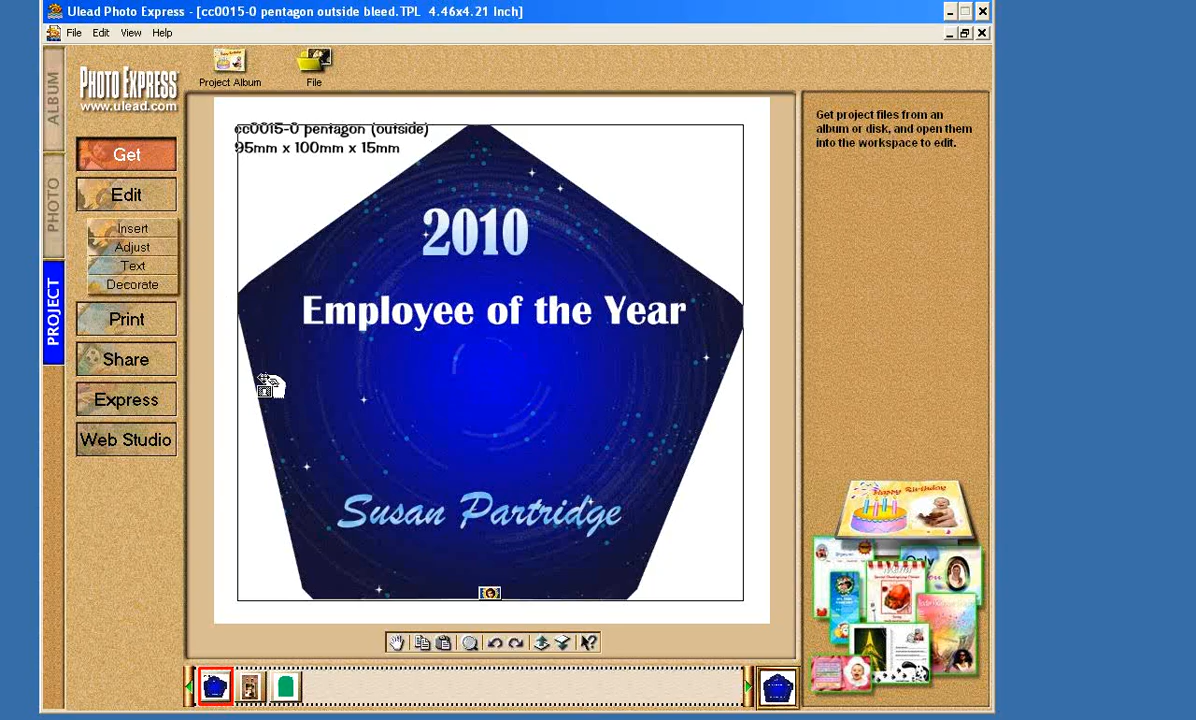 Ulead Photo Express - [cc0015-0 pentagon outside bleed.TPL 4.46x4.21 Inch]
File Edit View Help
Project Album
File
ALBUM
PHOTO
PROJECT
PHOTO EXPRESS
www.ulead.com
Get
Edit
Insert
Adjust
Text
Decorate
Print
Share
Express
Web Studio
cc0015-0 pentagon (outside)
95mm x 100mm x 15mm
2010
Employee of the Year
Susan Partridge
Get project files from an
album or disk, and open them
into the workspace to edit.
Happy Birthday